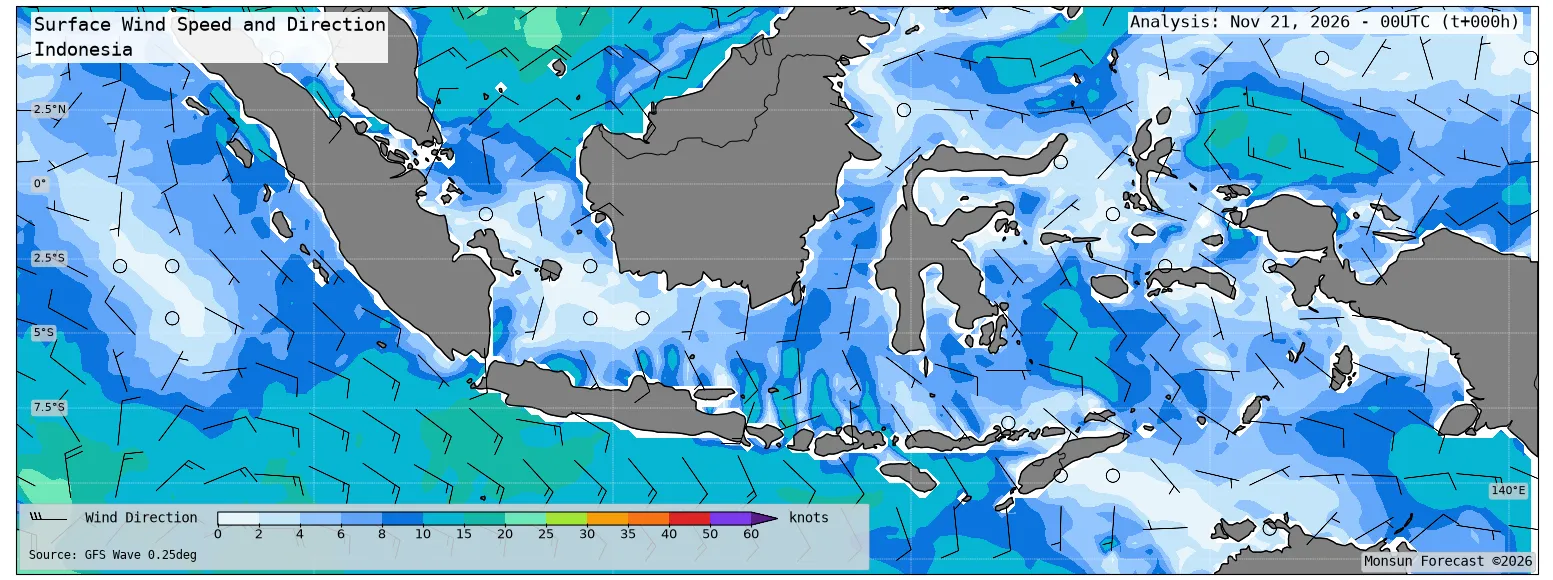 Surface Wind Speed and Direction
Indonesia
Analysis: Nov 21, 2026 - 00UTC (t+000h)
2.5°N
0°
2.5°S
5°S
7.5°S
140°E
Wind Direction
0 2 4 6 8 10 15 20 25 30 35 40 50 60 knots
Source: GFS Wave 0.25deg
Monsun Forecast ©2026